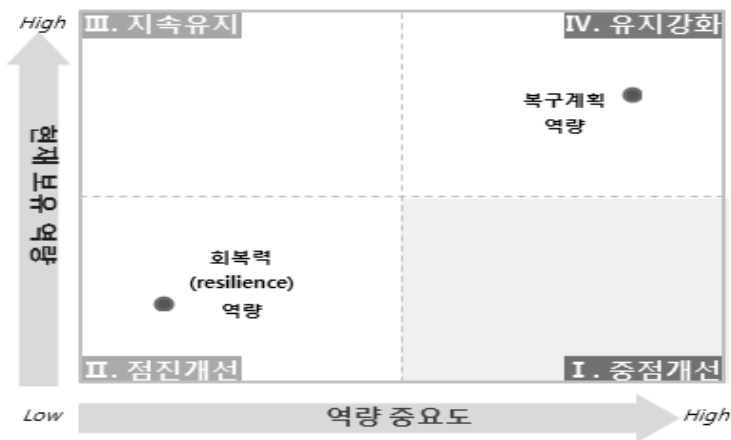 High
Ⅲ. 지속유지
Ⅳ. 유지강화
복구계획
역량
현재 보유 역량
회복력
(resilience)
역량
Ⅱ. 점진개선
Ⅰ. 중점개선
Low
역량 중요도
High